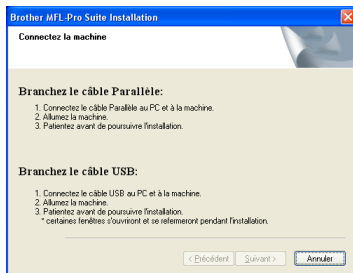 Brother MFL-Pro Suite Installation
Connectez la machine
Branchez le câble Parallèle:
1. Connectez le câble Parallèle au PC et à la machine.
2. Allumez la machine.
3. Patientez avant de poursuivre l'installation.
Branchez le câble USB:
1. Connectez le câble USB au PC et à la machine.
2. Allumez la machine.
3. Patientez avant de poursuivre l'installation.
* certaines fenêtres s'ouvriront et se refermeront pendant l'installation.
< Précédent Suivant > Annuler